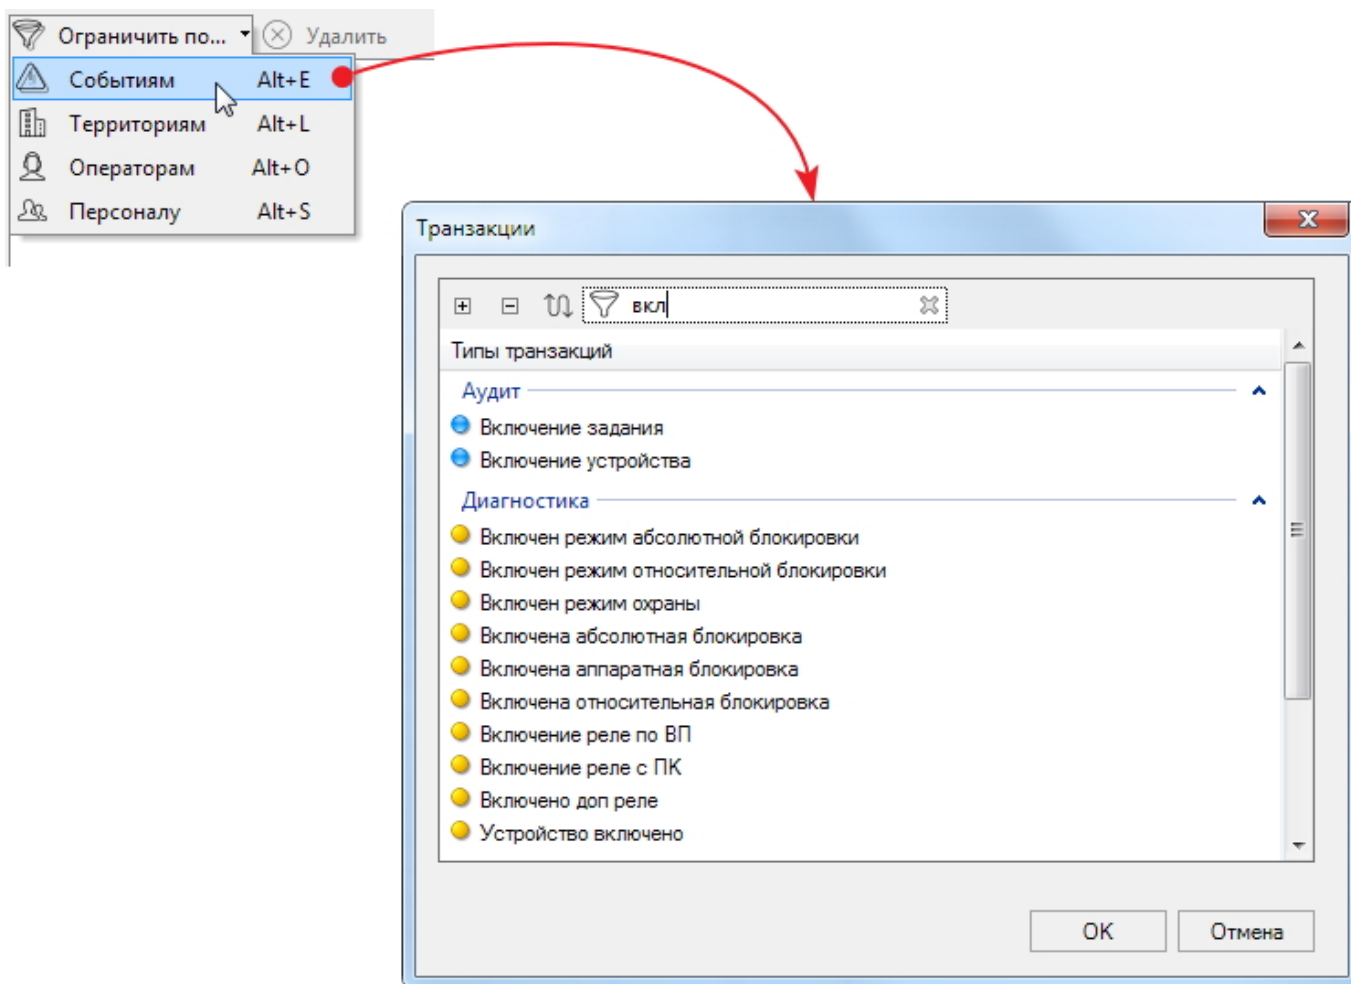 Ограничить по... Удалить
Событиям Alt+E
Территориям Alt+L
Операторам Alt+O
Персоналу Alt+S
Транзакции
вкл
Типы транзакций
Аудит
Включение задания
Включение устройства
Диагностика
Включен режим абсолютной блокировки
Включен режим относительной блокировки
Включен режим охраны
Включена абсолютная блокировка
Включена аппаратная блокировка
Включена относительная блокировка
Включение реле по ВП
Включение реле с ПК
Включено доп реле
Устройство включено
OK Отмена